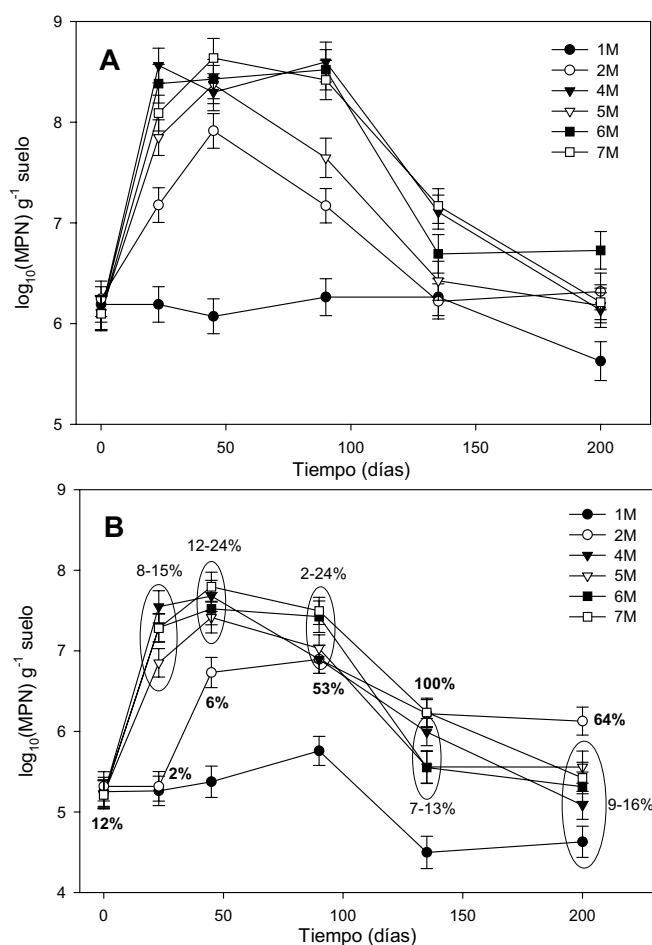 A
1M
2M
4M
5M
6M
7M
log10(MPN) g-1 suelo
9
8
7
6
5
0
50
100
150
200
Tiempo (días)
B
1M
2M
4M
5M
6M
7M
log10(MPN) g-1 suelo
9
8
7
6
5
4
8-15%
12-24%
2-24%
6%
53%
100%
64%
2%
12%
7-13%
9-16%
0
50
100
150
200
Tiempo (días)